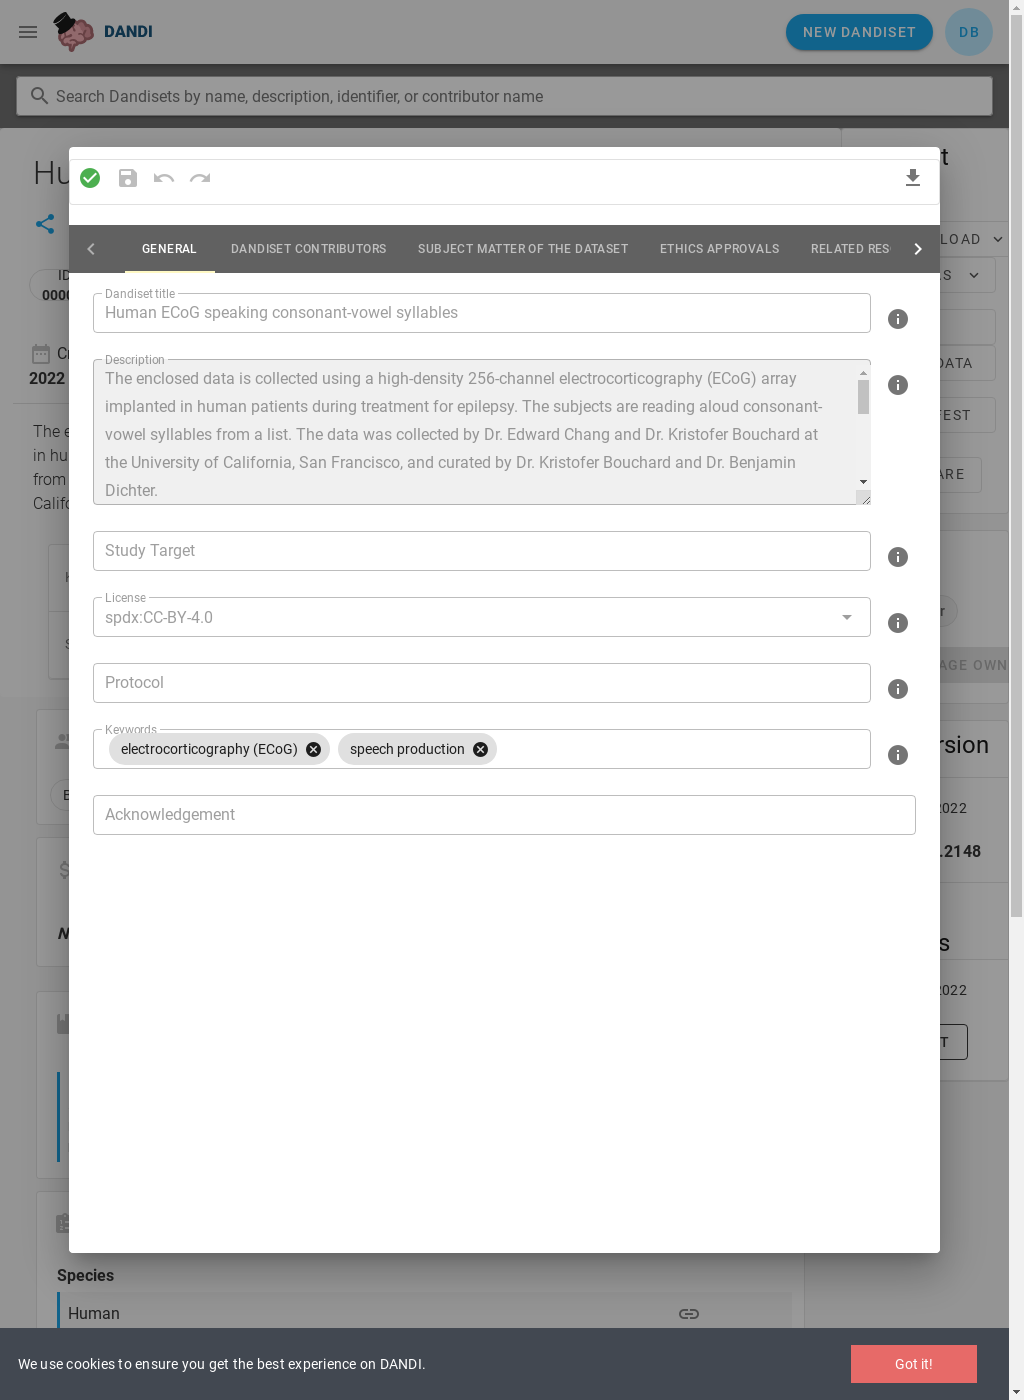 DANDI
NEW DANDISET
DB
Search Dandisets by name, description, identifier, or contributor name
Hu
t
LOAD
GENERAL
DANDISET CONTRIBUTORS
SUBJECT MATTER OF THE DATASET
ETHICS APPROVALS
RELATED RES
ID
0000
S
Dandiset title
Human ECoG speaking consonant-vowel syllables
2022
Description
The enclosed data is collected using a high-density 256-channel electrocorticography (ECoG) array
implanted in human patients during treatment for epilepsy. The subjects are reading aloud consonant-
vowel syllables from a list. The data was collected by Dr. Edward Chang and Dr. Kristofer Bouchard at
the University of California, San Francisco, and curated by Dr. Kristofer Bouchard and Dr. Benjamin
Dichter.
DATA
The e
in hu
from
Califo
EST
ARE
Study Target
License
spdx:CC-BY-4.0
r
AGE OWN
Protocol
Keywords
electrocorticography (ECoG)
speech production
rsion
Acknowledgement
2022
.2148
N
s
2022
T
Species
Human
We use cookies to ensure you get the best experience on DANDI.
Got it!